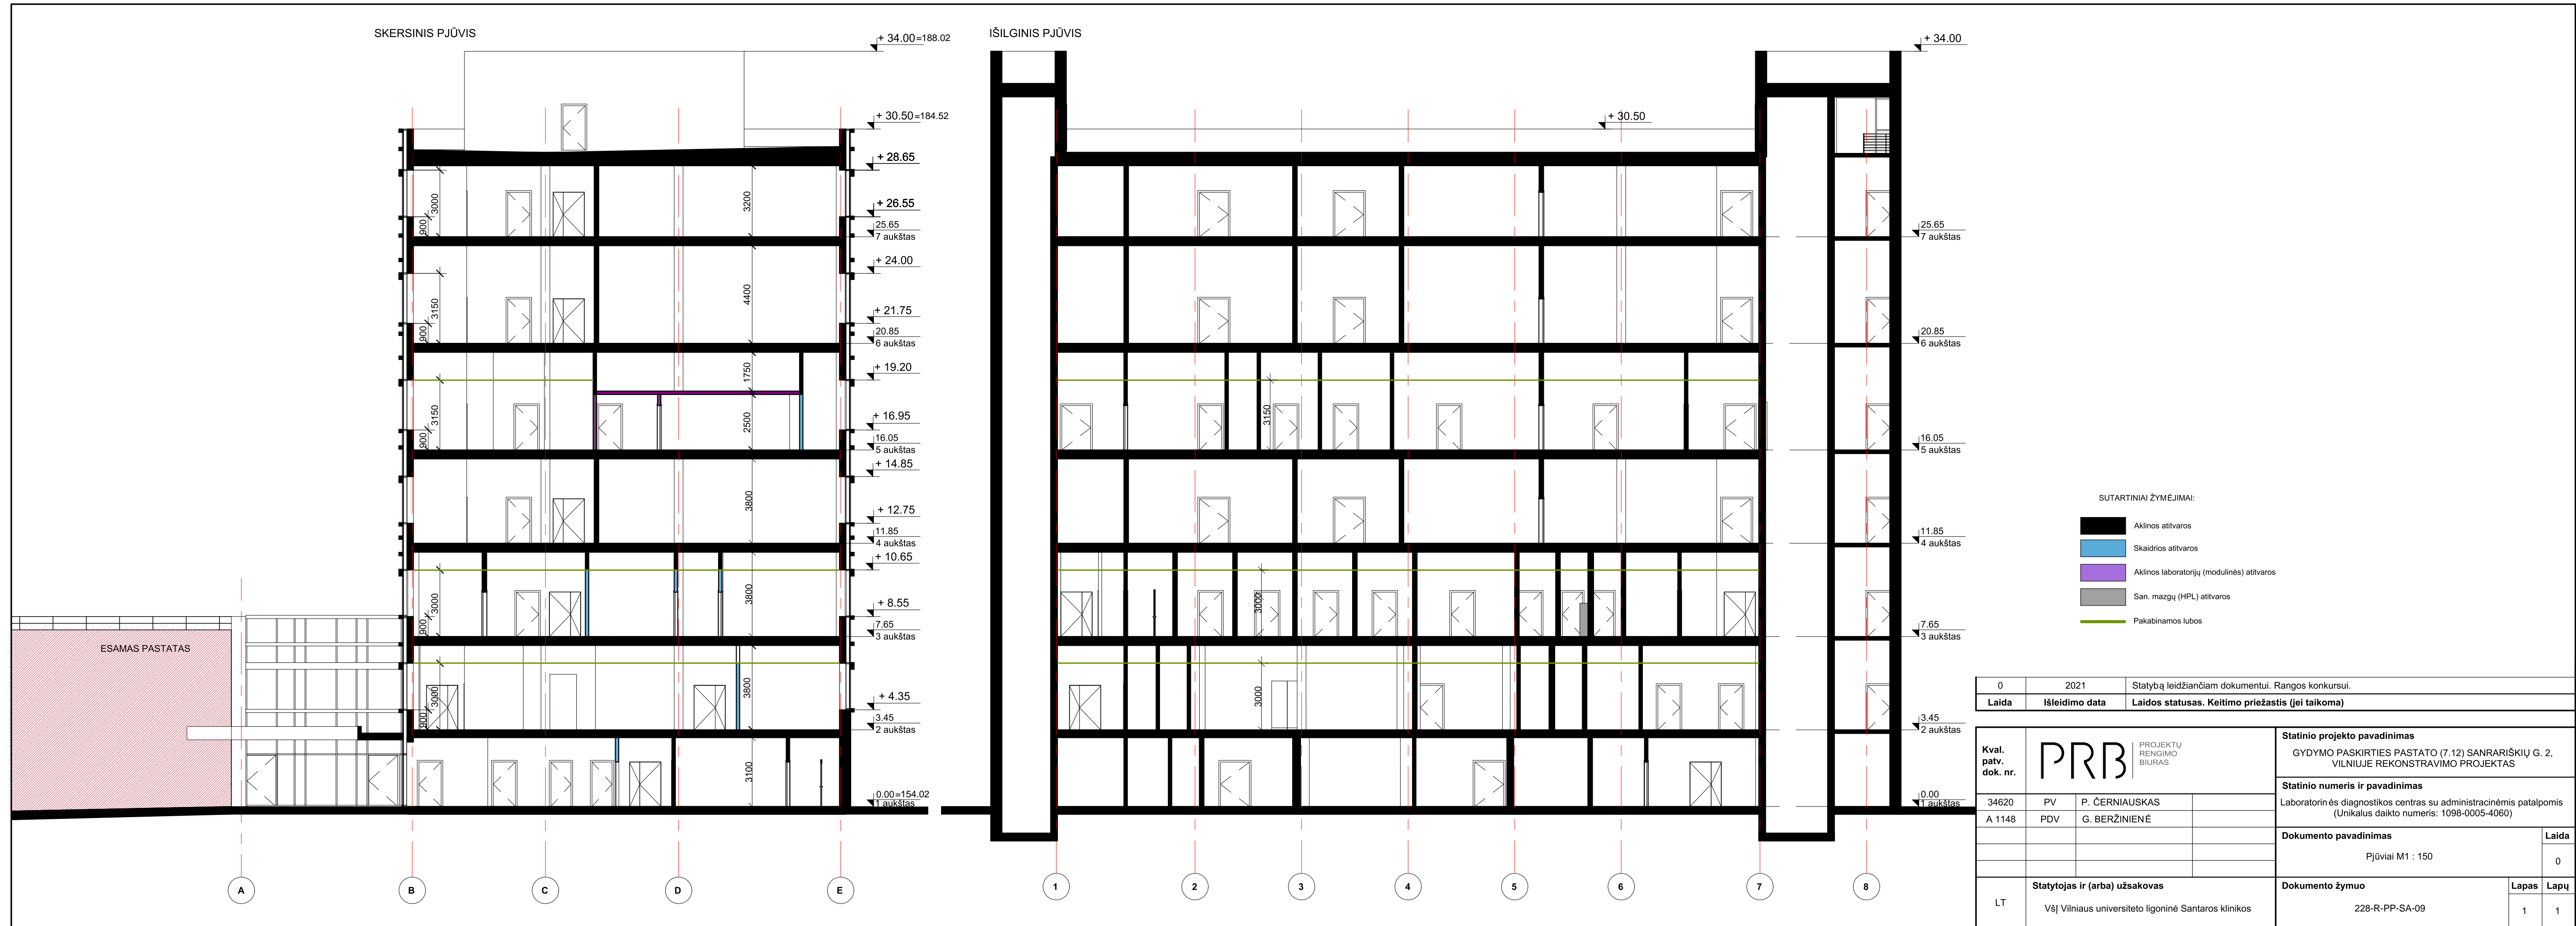 SKERSINIS PJŪVIS
+ 34.00=188.02
+ 30.50=184.52
+ 28.65
+ 26.55
25.65
7 aukštas
+ 24.00
+ 21.75
20.85
6 aukštas
+ 19.20
+ 16.95
16.05
5 aukštas
+ 14.85
+ 12.75
11.85
4 aukštas
+ 10.65
+ 8.55
7.65
3 aukštas
+ 4.35
3.45
2 aukštas
0.00=154.02
1 aukštas
3000
900
3200
3150
900
4400
3150
900
1750
2500
3800
3000
900
3800
3000
900
3800
3100
ESAMAS PASTATAS
A
B
C
D
E
IŠILGINIS PJŪVIS
+ 34.00
+ 30.50
25.65
7 aukštas
20.85
6 aukštas
16.05
5 aukštas
11.85
4 aukštas
7.65
3 aukštas
3.45
2 aukštas
0.00
1 aukštas
3150
3000
3000
1
2
3
4
5
6
7
8
SUTARTINIAI ŽYMĖJIMAI:
Aklinos atitvaros
Skaidrios atitvaros
Aklinos laboratorijų (modulinės) atitvaros
San. mazgų (HPL) atitvaros
Pakabinamos lubos
0 2021 Statybą leidžiančiam dokumentui. Rangos konkursui.
Laida Išleidimo data Laidos statusas. Keitimo priežastis (jei taikoma)
Kval.
patv.
dok. nr.
PRB
PROJEKTŲ
RENGIMO
BIURAS
Statinio projekto pavadinimas
GYDYMO PASKIRTIES PASTATO (7.12) SANRARIŠKIŲ G. 2,
VILNIUJE REKONSTRAVIMO PROJEKTAS
Statinio numeris ir pavadinimas
Laboratorinės diagnostikos centras su administracinėmis patalpomis
(Unikalus daikto numeris: 1098-0005-4060)
34620 PV P. ČERNIAUSKAS
A 1148 PDV G. BERŽINIENĖ
Dokumento pavadinimas Laida
Pjūviai M1 : 150 0
LT
Statytojas ir (arba) užsakovas
VšĮ Vilniaus universiteto ligoninė Santaros klinikos
Dokumento žymuo Lapas Lapų
228-R-PP-SA-09 1 1